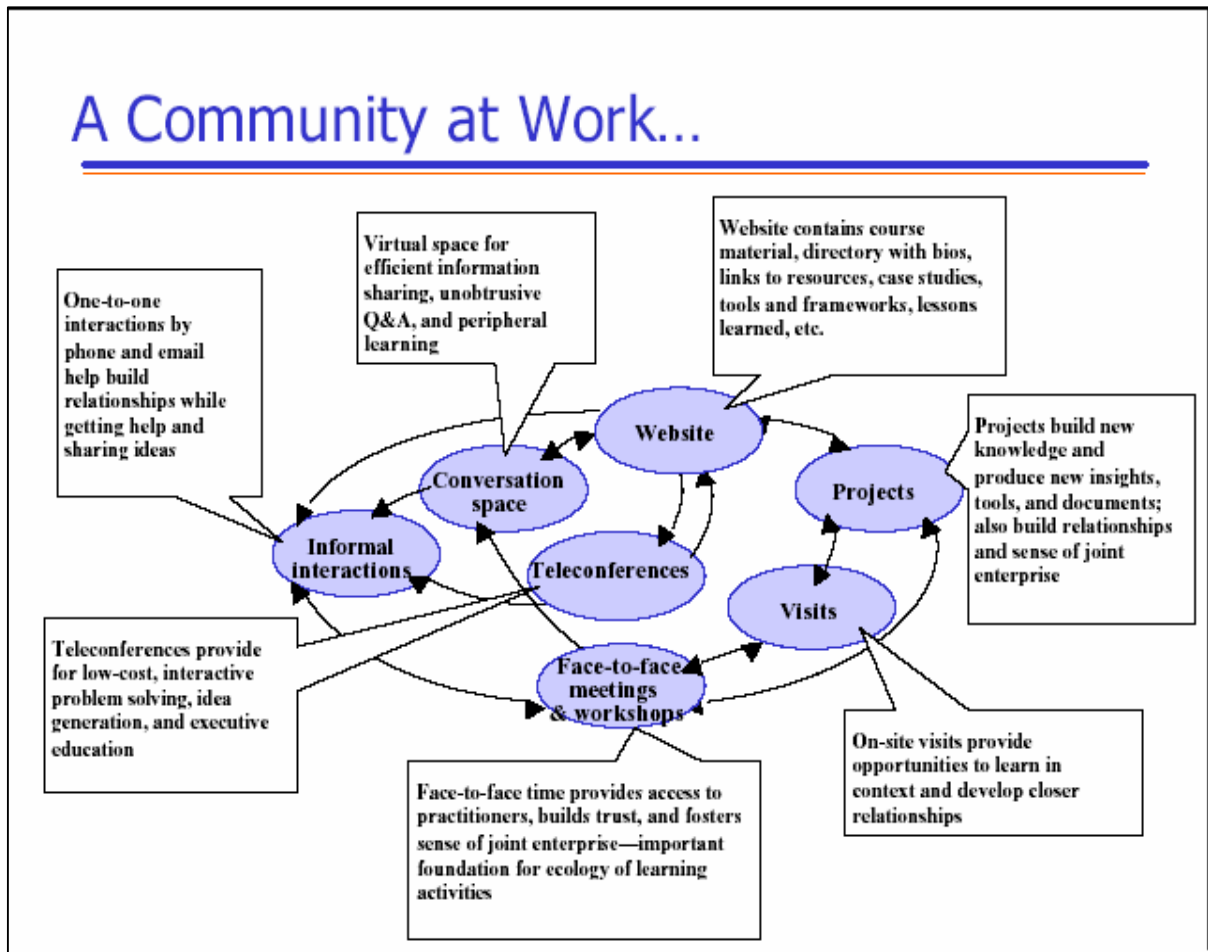 A Community at Work...
Website contains course
material, directory with bios,
links to resources, case studies,
tools and frameworks, lessons
learned, etc.
Virtual space for
efficient information
sharing, unobtrusive
Q&A, and peripheral
learning
One-to-one
interactions by
phone and email
help build
relationships while
getting help and
sharing ideas
Projects build new
knowledge and
produce new insights,
tools, and documents;
also build relationships
and sense of joint
enterprise
Website
Conversation
space
Projects
Informal
interactions
Teleconferences
Visits
Face-to-face
meetings
& workshops
Teleconferences provide
for low-cost, interactive
problem solving, idea
generation, and executive
education
On-site visits provide
opportunities to learn in
context and develop closer
relationships
Face-to-face time provides access to
practitioners, builds trust, and fosters
sense of joint enterprise—important
foundation for ecology of learning
activities